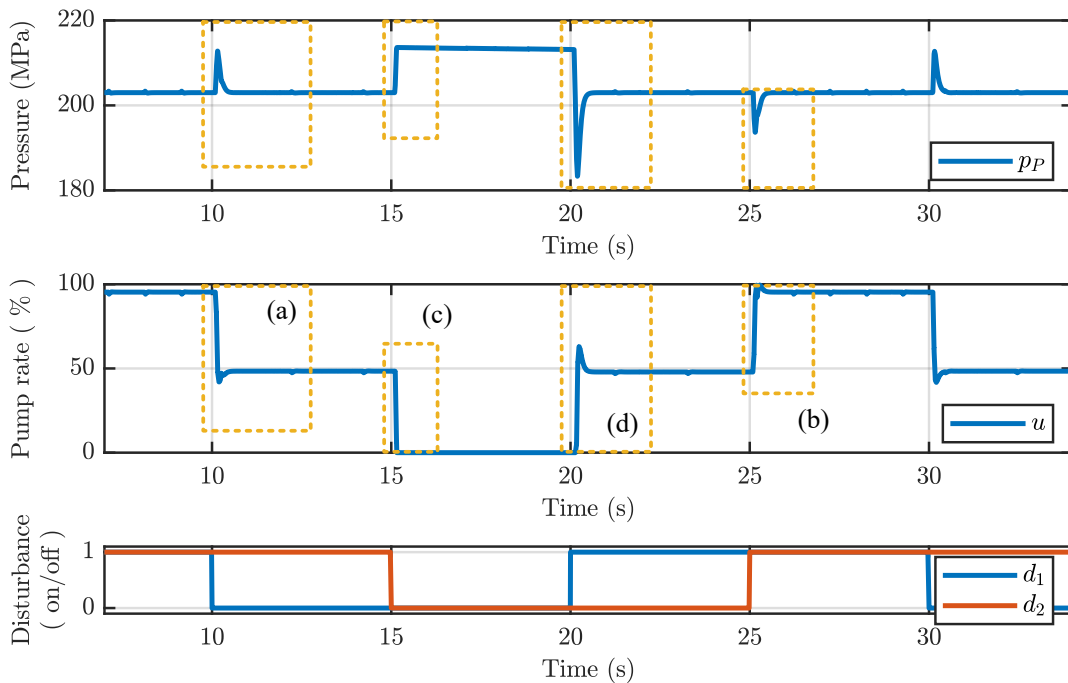 220
200
180
Pressure (MPa)
p_P
10 15 20 25 30
Time (s)
100
50
0
Pump rate ( % )
(a)
(c)
(d)
(b)
u
10 15 20 25 30
Time (s)
1
0
Disturbance
( on/off )
d_1
d_2
10 15 20 25 30
Time (s)